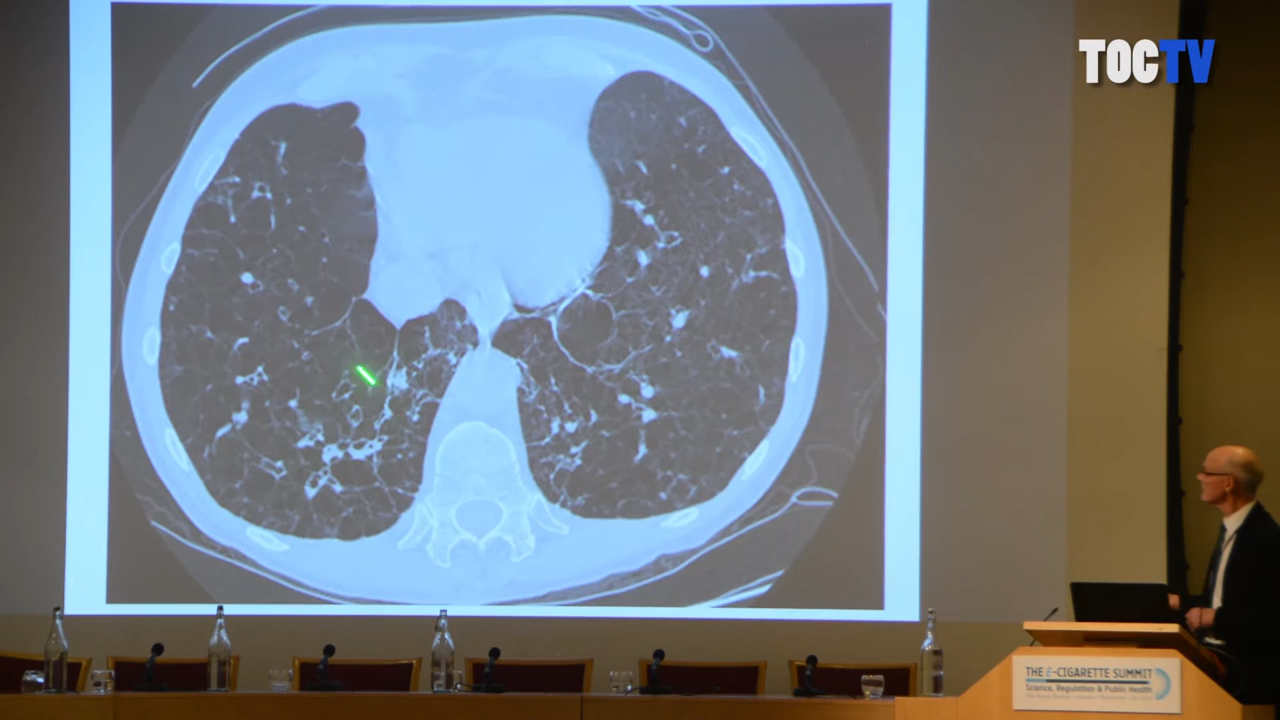 TOCTV
THE E-CIGARETTE SUMMIT
Science, Regulation & Public Health